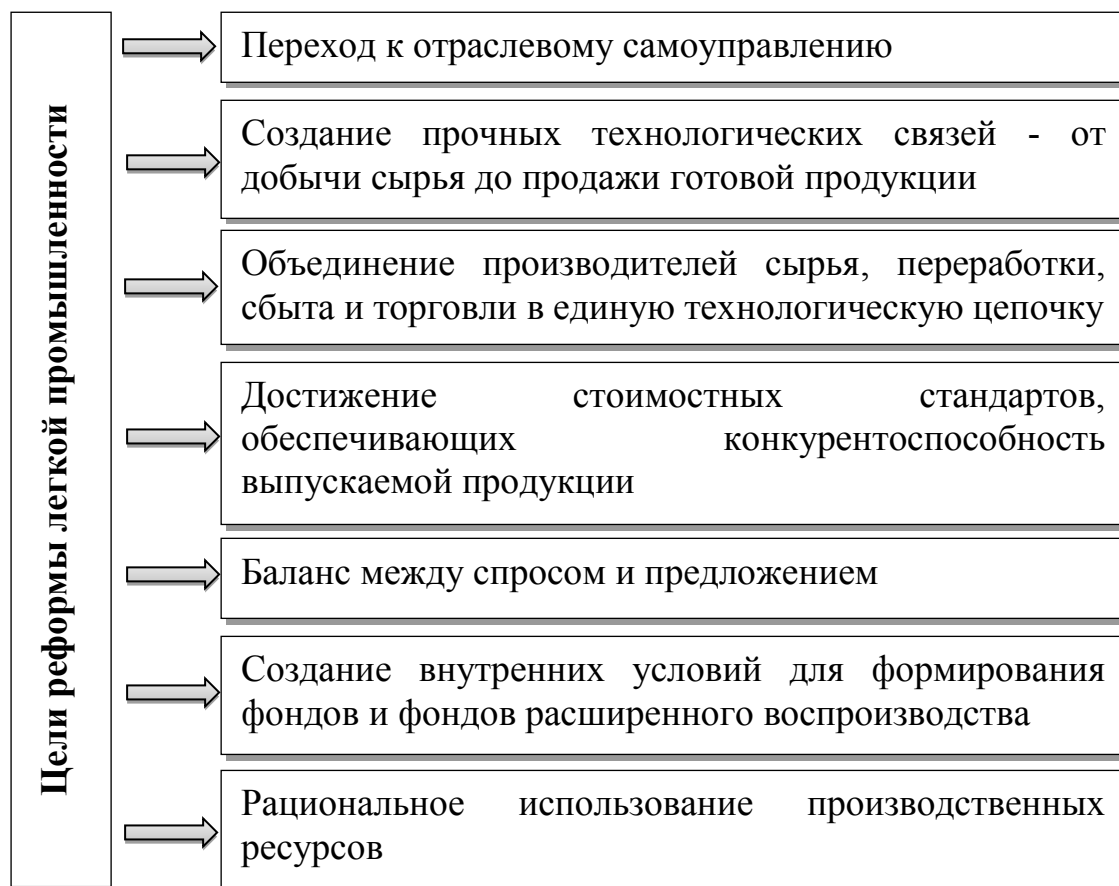 Цели реформы легкой промышленности
Переход к отраслевому самоуправлению
Создание прочных технологических связей - от
добычи сырья до продажи готовой продукции
Объединение производителей сырья, переработки,
сбыта и торговли в единую технологическую цепочку
Достижение стоимостных стандартов,
обеспечивающих конкурентоспособность
выпускаемой продукции
Баланс между спросом и предложением
Создание внутренних условий для формирования
фондов и фондов расширенного воспроизводства
Рациональное использование производственных
ресурсов